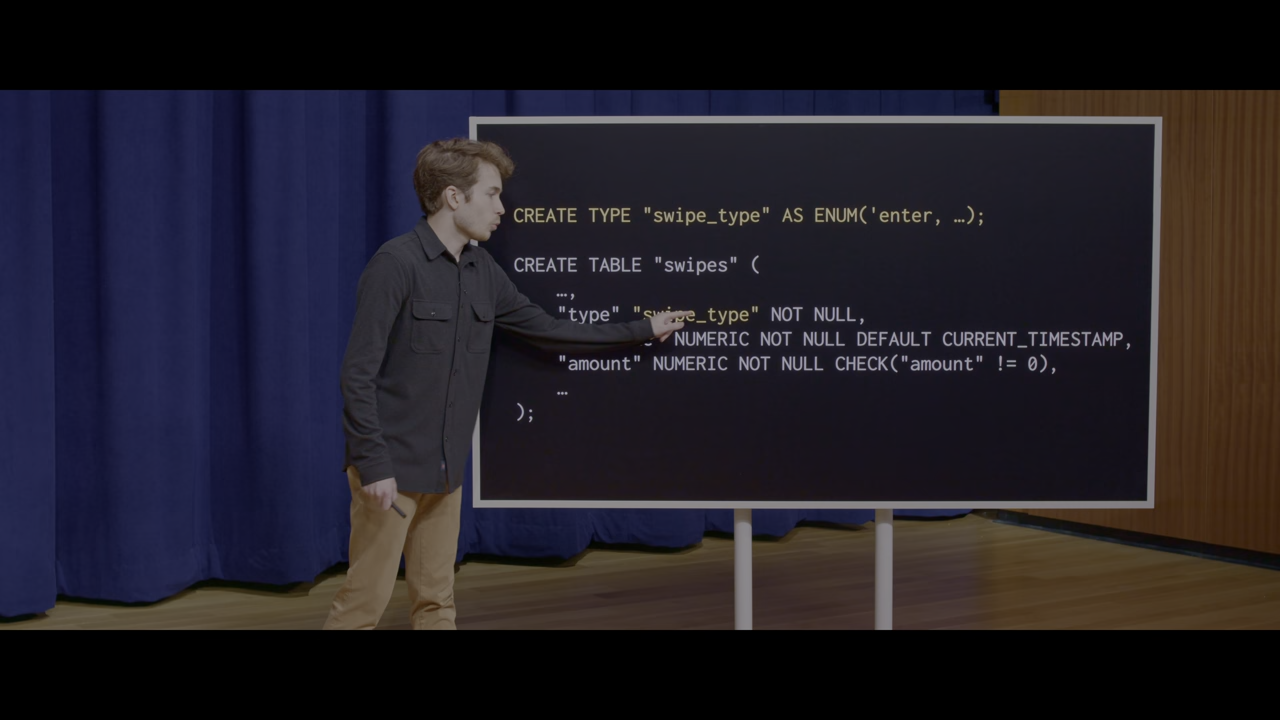 CREATE TYPE "swipe_type" AS ENUM('enter, …);
CREATE TABLE "swipes" (
…,
"type" "swipe_type" NOT NULL,
NUMERIC NOT NULL DEFAULT CURRENT_TIMESTAMP,
"amount" NUMERIC NOT NULL CHECK("amount" != 0),
…
);